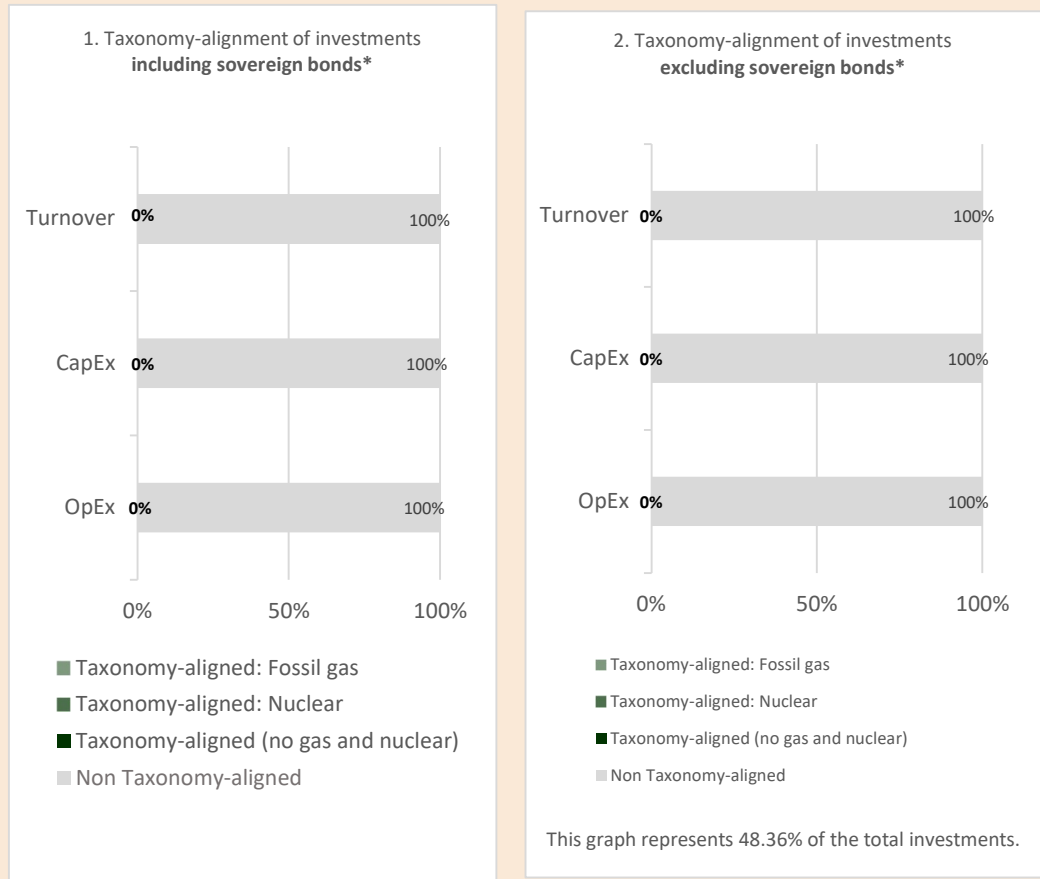 1. Taxonomy-alignment of investments
including sovereign bonds*
Turnover 0% 100%
CapEx 0% 100%
OpEx 0% 100%
0% 50% 100%
Taxonomy-aligned: Fossil gas
Taxonomy-aligned: Nuclear
Taxonomy-aligned (no gas and nuclear)
Non Taxonomy-aligned
2. Taxonomy-alignment of investments
excluding sovereign bonds*
Turnover 0% 100%
CapEx 0% 100%
OpEx 0% 100%
0% 50% 100%
Taxonomy-aligned: Fossil gas
Taxonomy-aligned: Nuclear
Taxonomy-aligned (no gas and nuclear)
Non Taxonomy-aligned
This graph represents 48.36% of the total investments.